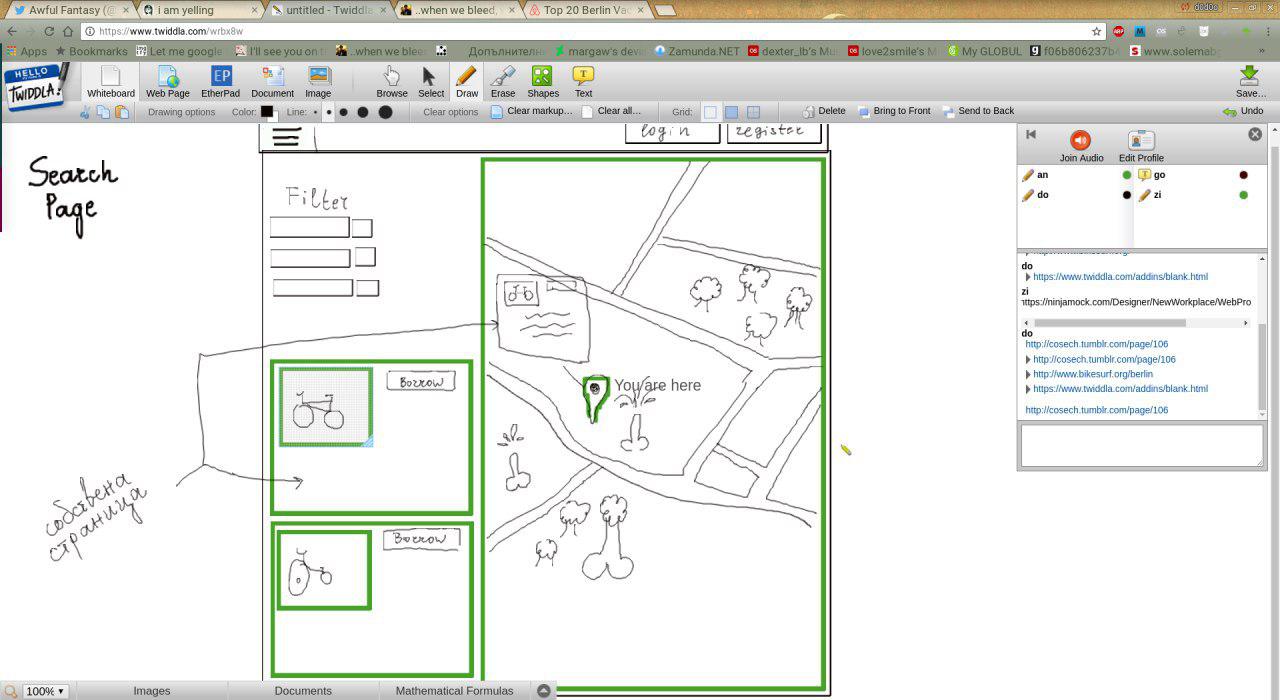 Awful Fantasy (@
i am yelling
untitled - Twiddla
..when we bleed,
Top 20 Berlin Vac
https://www.twiddla.com/wrbx8w
Apps
Bookmarks
Let me google
I'll see you on t
..when we blee
Допълнителн
margaw's devi
Zamunda.NET
dexter_lb's Mu
love2smile's M
My GLOBUL
f06b806237b4
www.solemab
HELLO
TWIDDLA!
Whiteboard
Web Page
EtherPad
Document
Image
Browse
Select
Draw
Erase
Shapes
Text
Save...
Drawing options
Color:
Line:
Clear options
Clear markup...
Clear all...
Grid:
Delete
Bring to Front
Send to Back
Undo
login
register
Search
Page
Filter
Borrow
You are here
собствена
страница
Borrow
Join Audio
Edit Profile
an
go
do
zi
do
https://www.twiddla.com/addins/blank.html
zi
https://ninjamock.com/Designer/NewWorkplace/WebPro
do
http://cosech.tumblr.com/page/106
http://cosech.tumblr.com/page/106
http://www.bikesurf.org/berlin
https://www.twiddla.com/addins/blank.html
http://cosech.tumblr.com/page/106
100%
Images
Documents
Mathematical Formulas